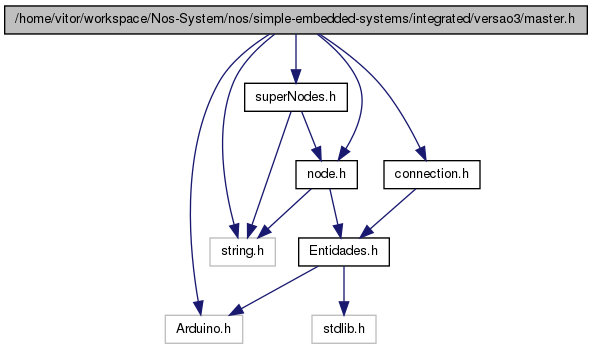 /home/vitor/workspace/Nos-System/nos/simple-embedded-systems/integrated/versao3/master.h
superNodes.h
node.h
connection.h
string.h
Entidades.h
Arduino.h
stdlib.h